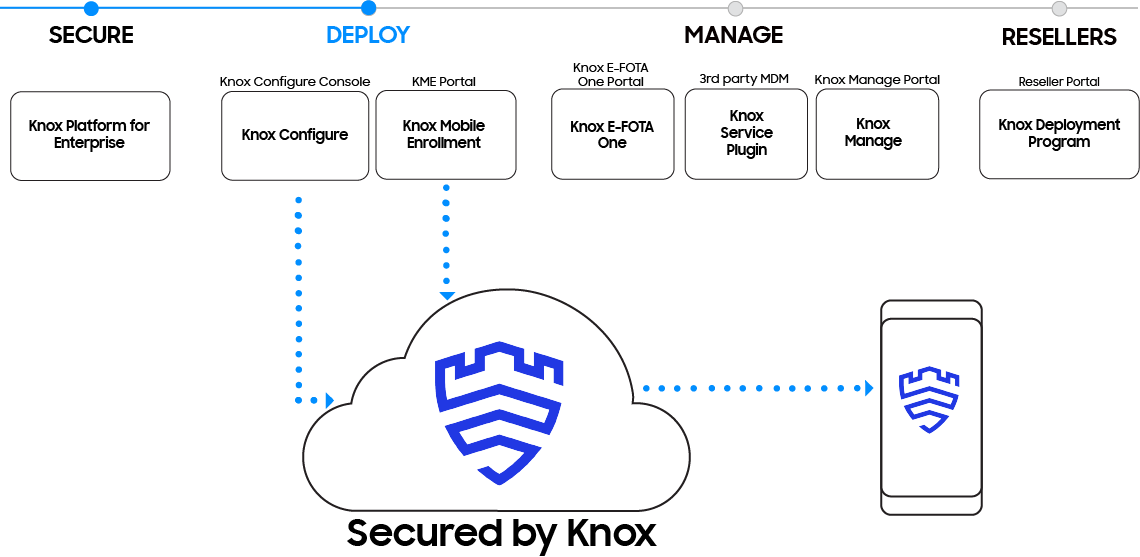 SECURE
DEPLOY
MANAGE
RESELLERS
Knox Platform for
Enterprise
Knox Configure Console
Knox Configure
KME Portal
Knox Mobile
Enrollment
Knox E-FOTA
One Portal
Knox E-FOTA
One
3rd party MDM
Knox
Service
Plugin
Knox Manage Portal
Knox
Manage
Reseller Portal
Knox Deployment
Program
Secured by Knox